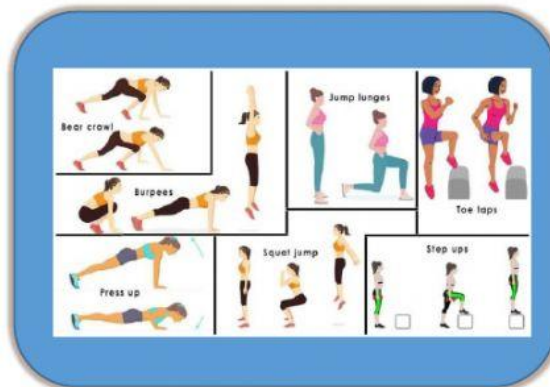 Bear crawl
Jump lunges
Burpees
Toe taps
Squat jump
Step ups
Press up